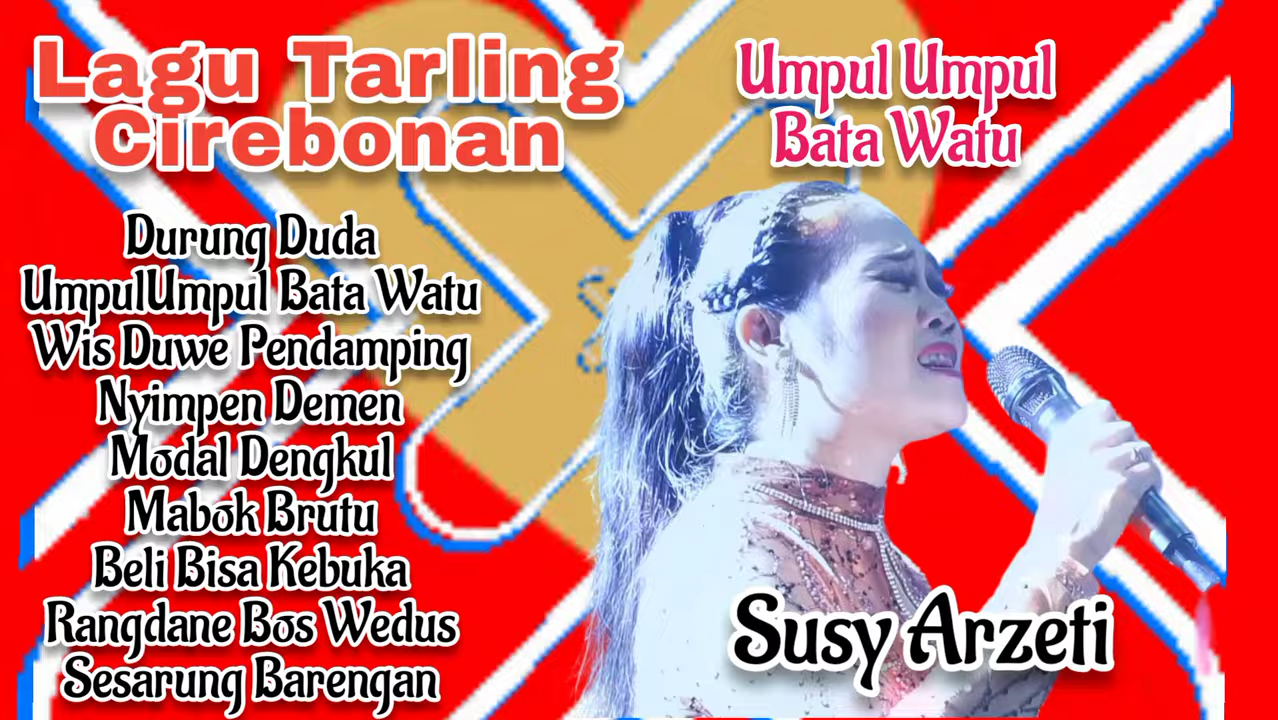 Lagu Tarling
Cirebonan
Umpul Umpul
Bata Watu
Durung Duda
UmpulUmpul Bata Watu
Wis Duwe Pendamping
Nyimpen Demen
Modal Dengkul
Mabok Brutu
Beli Bisa Kebuka
Rangdane Bos Wedus
Sesarung Barengan
Susy Arzeti